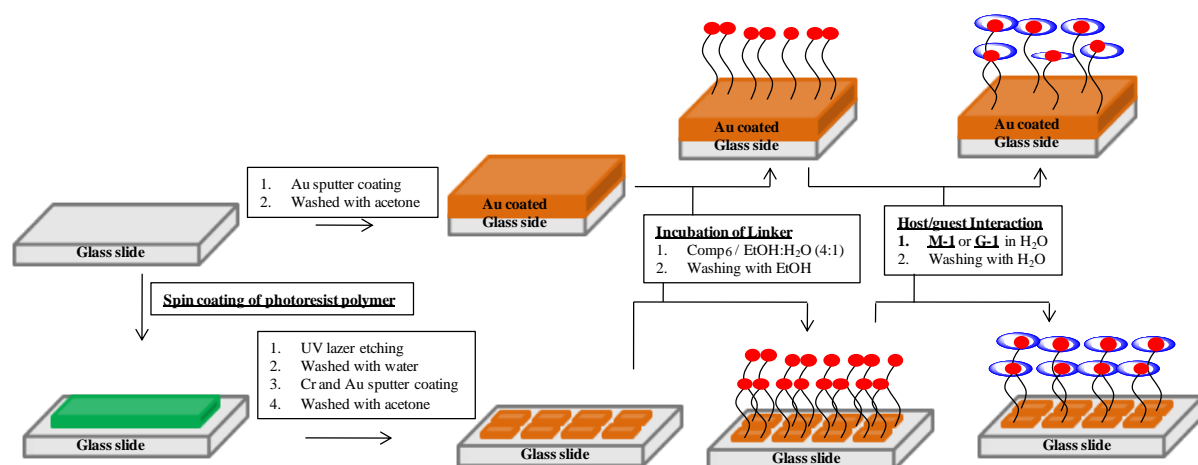 Au coated
Glass side
Au coated
Glass side
1. Au sputter coating
2. Washed with acetone
Au coated
Glass side
Glass slide
Incubation of Linker
1. Comp6 / EtOH:H₂O (4:1)
2. Washing with EtOH
Host/guest Interaction
1. M-1 or G-1 in H₂O
2. Washing with H₂O
Spin coating of photoresist polymer
1. UV lazer etching
2. Washed with water
3. Cr and Au sputter coating
4. Washed with acetone
Glass slide
Glass slide
Glass slide
Glass slide